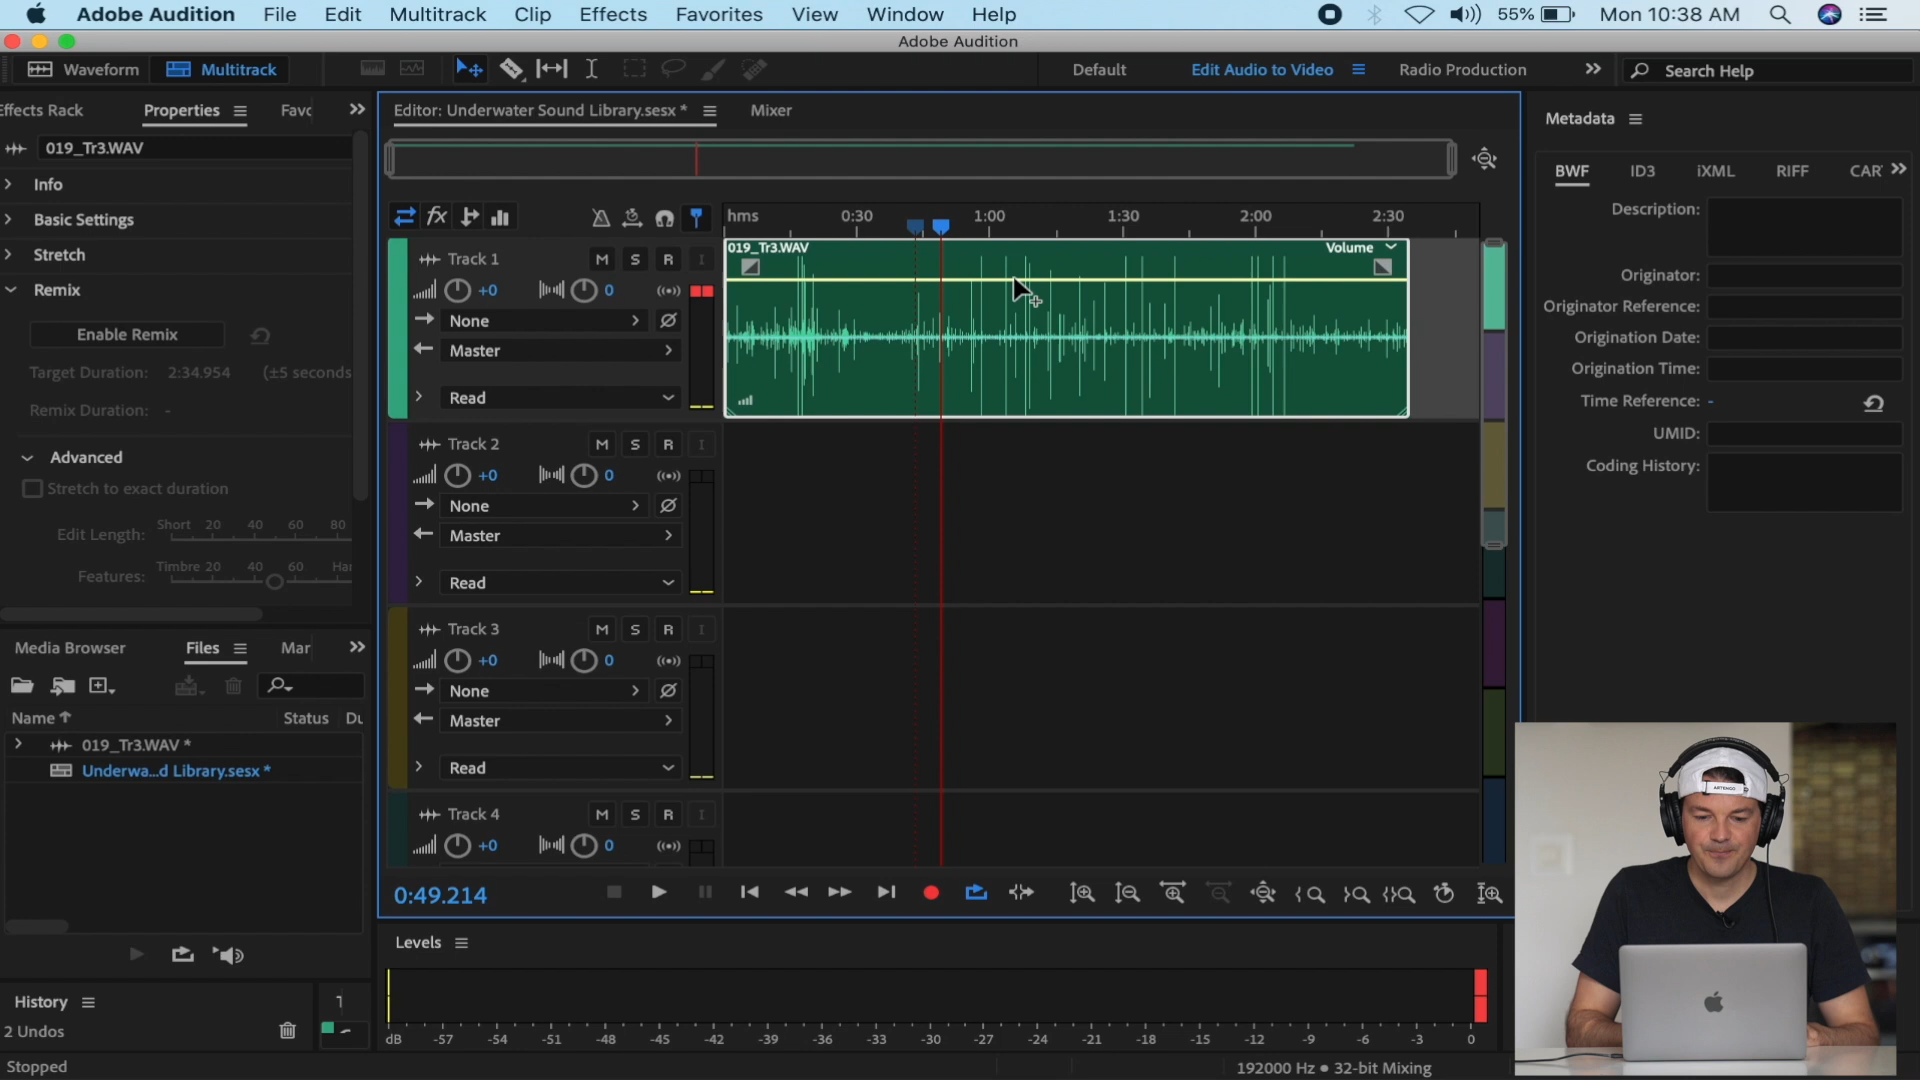 Adobe Audition File Edit Multitrack Clip Effects Favorites View Window Help 55% Mon 10:38 AM
Adobe Audition
Waveform Multitrack Default Edit Audio to Video Radio Production Search Help
Effects Rack Properties Favo
Editor: Underwater Sound Library.sesx * Mixer
Metadata
019_Tr3.WAV
Info
Basic Settings
Stretch
Remix
Enable Remix
Target Duration: 2:34.954 (±5 seconds
Remix Duration: -
Advanced
Stretch to exact duration
Edit Length: Short 20 40 60 80
Features: Timbre 20 40 60 Har
hms 0:30 1:00 1:30 2:00 2:30
019_Tr3.WAV Volume
Track 1 M S R I
+0 0
None
Master
Read
Track 2 M S R I
+0 0
None
Master
Read
Track 3 M S R I
+0 0
None
Master
Read
Track 4 M S R I
+0 0
BWF ID3 iXML RIFF CAR
Description:
Originator:
Originator Reference:
Origination Date:
Origination Time:
Time Reference: -
UMID:
Coding History:
Media Browser Files Mar
Name Status Du
019_Tr3.WAV *
Underwa...d Library.sesx *
0:49.214
Levels
dB -57 -54 -51 -48 -45 -42 -39 -36 -33 -30 -27 -24 -21 -18 -15 -12 -9 -6 -3 0
History
2 Undos
Stopped
192000 Hz ● 32-bit Mixing